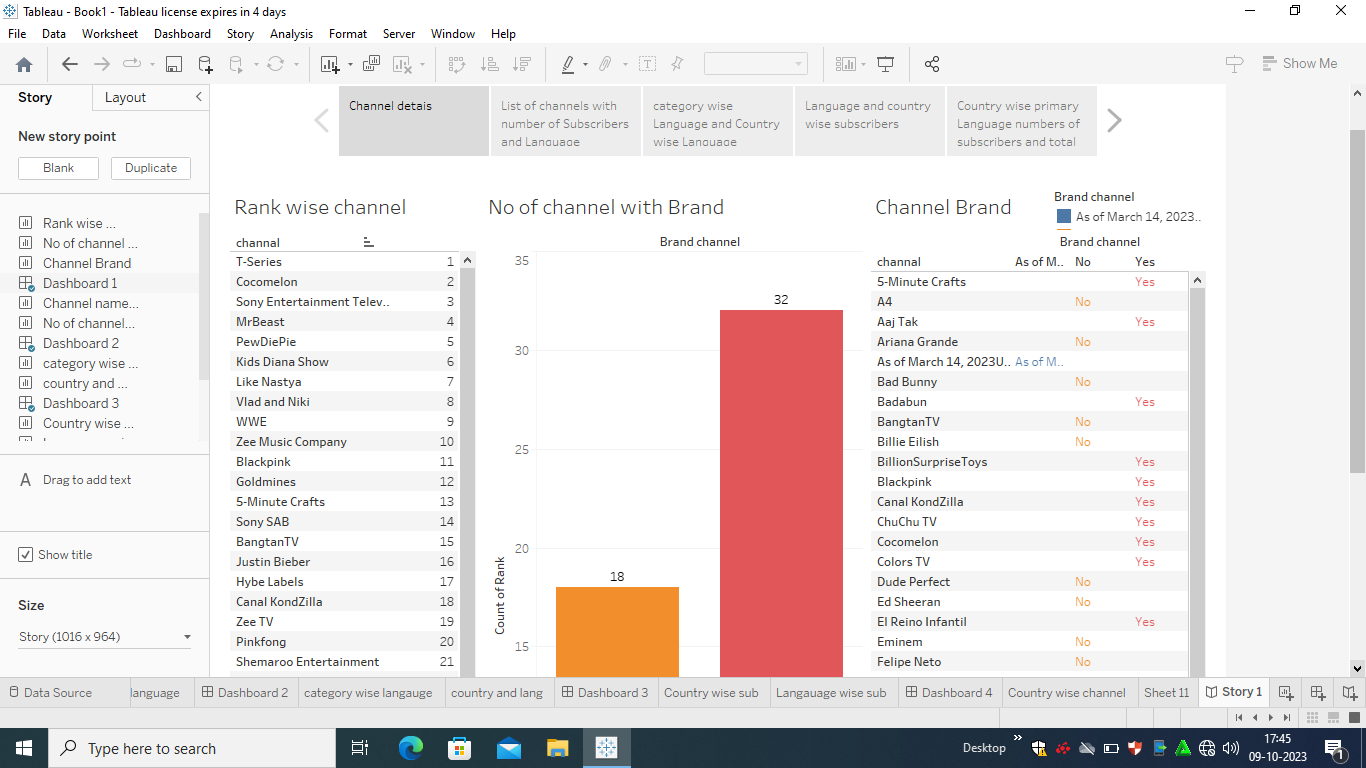 Tableau - Book1 - Tableau license expires in 4 days
File Data Worksheet Dashboard Story Analysis Format Server Window Help
Show Me
Story Layout
New story point
Blank Duplicate
Rank wise ...
No of channel ...
Channel Brand
Dashboard 1
Channel name...
No of channel...
Dashboard 2
category wise ...
country and ...
Dashboard 3
Country wise ...
A Drag to add text
Show title
Size
Story (1016 x 964)
Channel detais
List of channels with
number of Subscribers
and Language
category wise
Language and Country
wise Language
Language and country
wise subscribers
Country wise primary
Language numbers of
subscribers and total
Rank wise channel
channal
T-Series 1
Cocomelon 2
Sony Entertainment Telev.. 3
MrBeast 4
PewDiePie 5
Kids Diana Show 6
Like Nastya 7
Vlad and Niki 8
WWE 9
Zee Music Company 10
Blackpink 11
Goldmines 12
5-Minute Crafts 13
Sony SAB 14
BangtanTV 15
Justin Bieber 16
Hybe Labels 17
Canal KondZilla 18
Zee TV 19
Pinkfong 20
Shemaroo Entertainment 21
No of channel with Brand
Brand channel
35
30
25
20
15
Count of Rank
18
32
Channel Brand
Brand channel
As of March 14, 2023..
Brand channel
channal As of M.. No Yes
5-Minute Crafts Yes
A4 No
Aaj Tak Yes
Ariana Grande No
As of March 14, 2023U.. As of M..
Bad Bunny No
Badabun Yes
BangtanTV No
Billie Eilish No
BillionSurpriseToys Yes
Blackpink Yes
Canal KondZilla Yes
ChuChu TV Yes
Cocomelon Yes
Colors TV Yes
Dude Perfect No
Ed Sheeran No
El Reino Infantil Yes
Eminem No
Felipe Neto No
Data Source language Dashboard 2 category wise langauge country and lang Dashboard 3 Country wise sub Langauage wise sub Dashboard 4 Country wise channel Sheet 11 Story 1
Type here to search
Desktop
17:45
09-10-2023
1